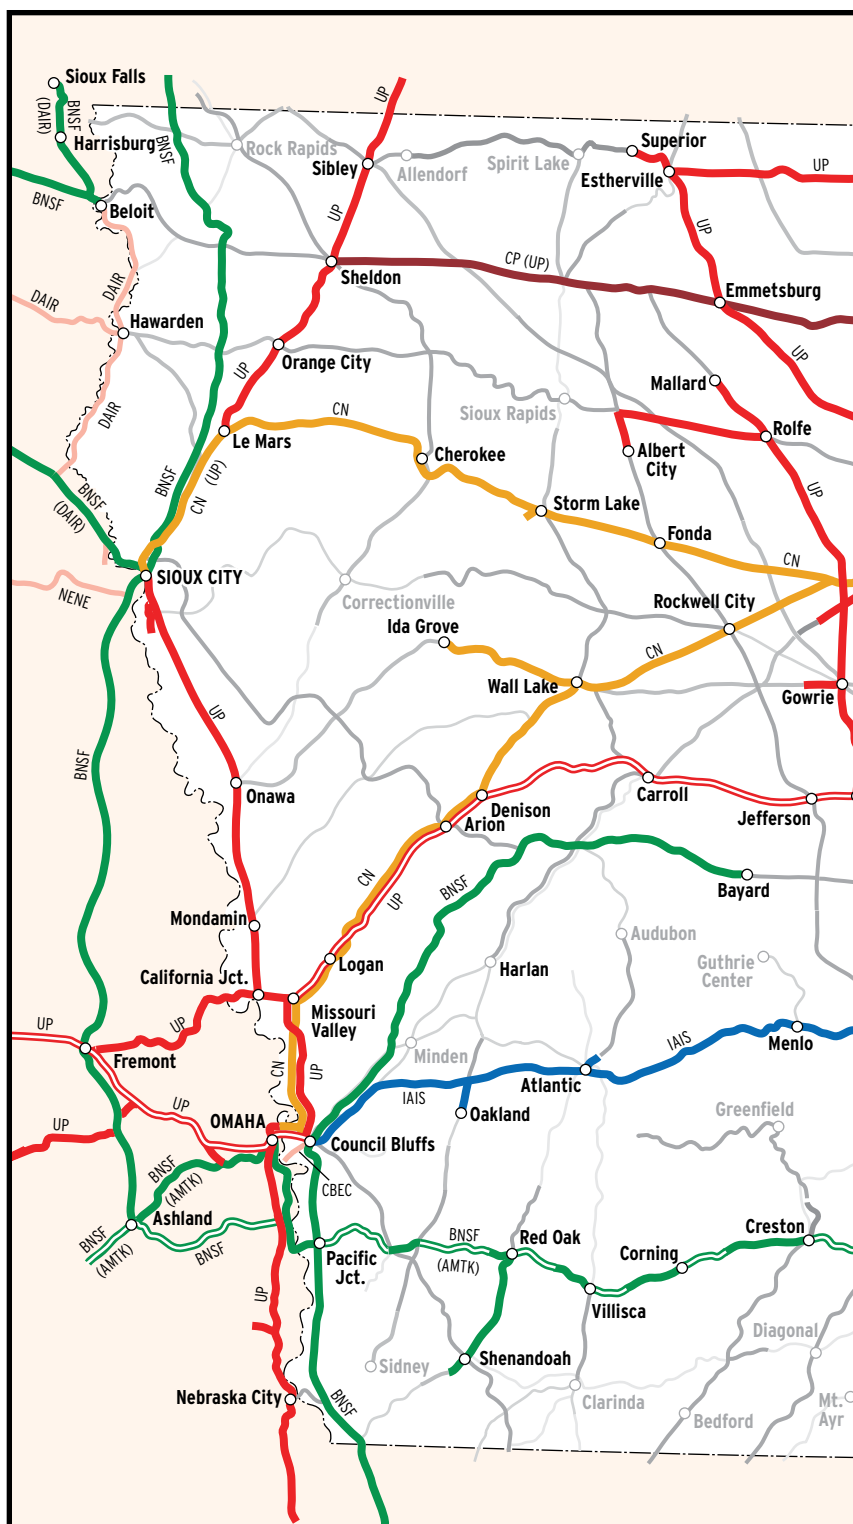 UP
Sioux Falls
BNSF
(DAIR)
Harrisburg
BNSF
Rock Rapids
Sibley
Allendorf
Spirit Lake
Superior
Estherville
UP
BNSF
Beloit
UP
UP
CP (UP)
Sheldon
DAIR
DAIR
Emmetsburg
Hawarden
Orange City
UP
UP
Mallard
DAIR
CN
Sioux Rapids
Le Mars
Rolfe
Albert
City
Cherokee
BNSF
CN (UP)
BNSF
(DAIR)
UP
Storm Lake
Fonda
CN
SIOUX CITY
NENE
Correctionville
Rockwell City
Ida Grove
CN
Wall Lake
Gowrie
UP
BNSF
Onawa
Carroll
Denison
Jefferson
Arion
CN
BNSF
UP
Bayard
Mondamin
Audubon
Logan
Harlan
Guthrie
Center
California Jct.
Missouri
Valley
UP
UP
Fremont
Menlo
IAIS
Minden
CN
UP
Atlantic
IAIS
UP
Oakland
Greenfield
UP
OMAHA
Council Bluffs
BNSF
(AMTK)
CBEC
Ashland
BNSF
(AMTK)
BNSF
Pacific
Jct.
BNSF
(AMTK)
Red Oak
Corning
Creston
UP
Villisca
Diagonal
Sidney
Shenandoah
Nebraska City
BNSF
Clarinda
Bedford
Mt.
Ayr